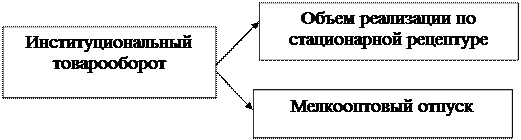 Институциональный
товарооборот
Объем реализации по
стационарной рецептуре
Мелкооптовый отпуск